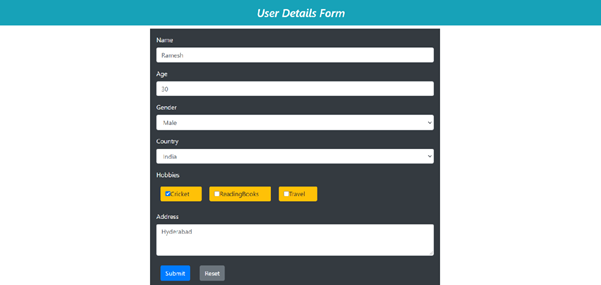 User Details Form
Name
Ramesh
Age
30
Gender
Male
Country
India
Hobbies
Cricket ReadingBooks Travel
Address
Hyderabad
Submit Reset